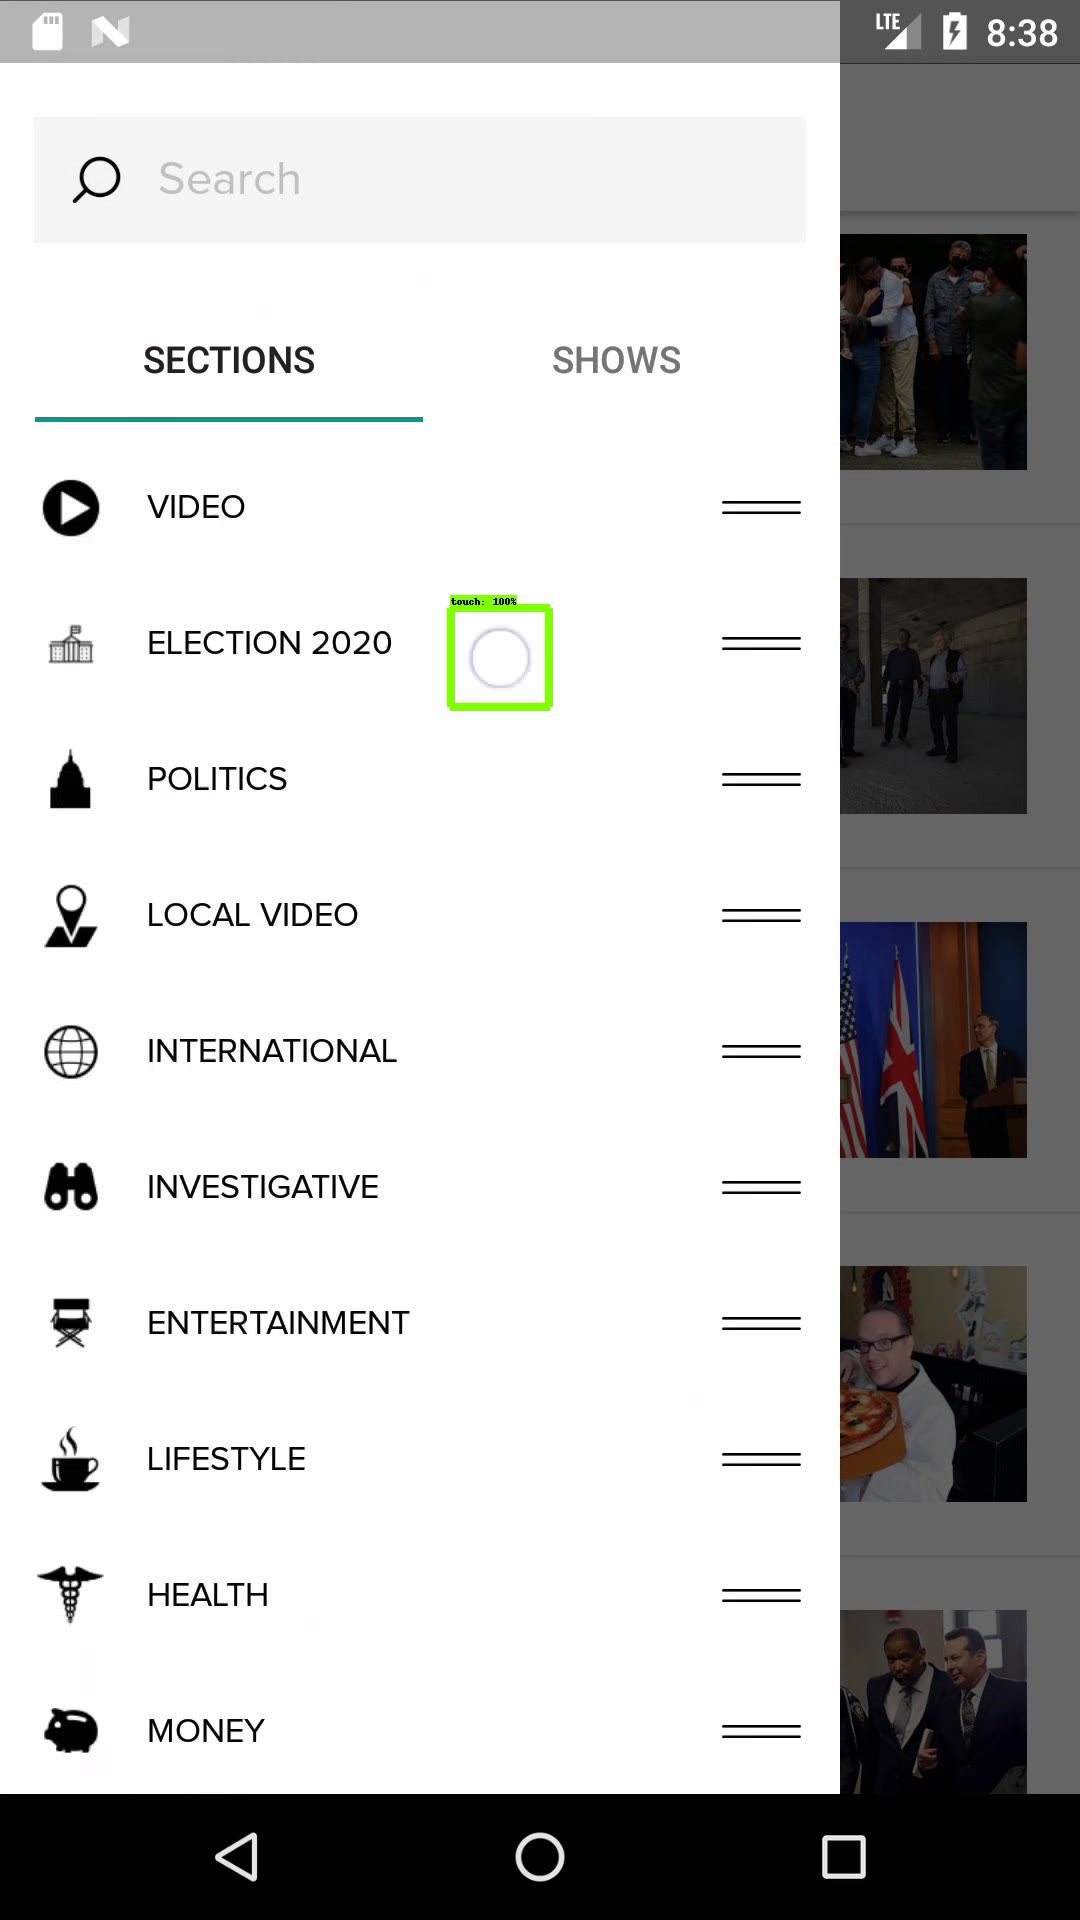 LTE 8:38
Search
SECTIONS SHOWS
VIDEO
touch: 100%
ELECTION 2020
POLITICS
LOCAL VIDEO
INTERNATIONAL
INVESTIGATIVE
ENTERTAINMENT
LIFESTYLE
HEALTH
MONEY